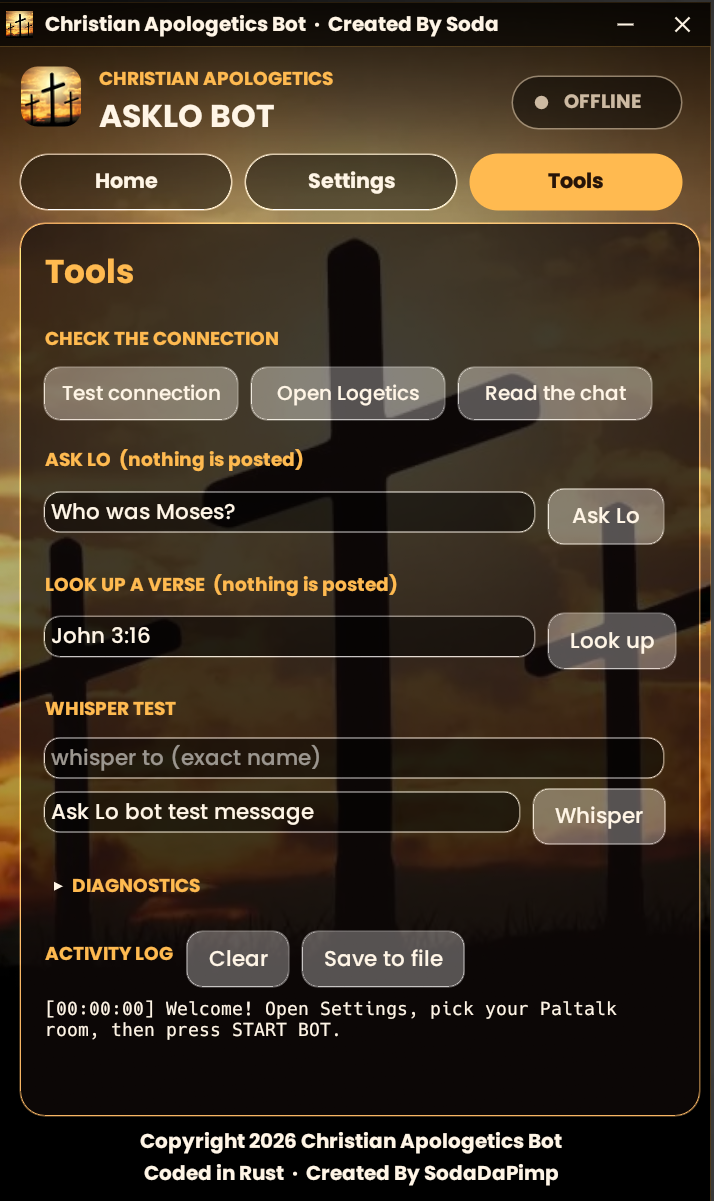 Christian Apologetics Bot · Created By Soda
CHRISTIAN APOLOGETICS
ASKLO BOT
OFFLINE
Home Settings Tools
Tools
CHECK THE CONNECTION
Test connection Open Logetics Read the chat
ASK LO (nothing is posted)
Who was Moses? Ask Lo
LOOK UP A VERSE (nothing is posted)
John 3:16 Look up
WHISPER TEST
whisper to (exact name)
Ask Lo bot test message Whisper
DIAGNOSTICS
ACTIVITY LOG Clear Save to file
[00:00:00] Welcome! Open Settings, pick your Paltalk
room, then press START BOT.
Copyright 2026 Christian Apologetics Bot
Coded in Rust · Created By SodaDaPimp